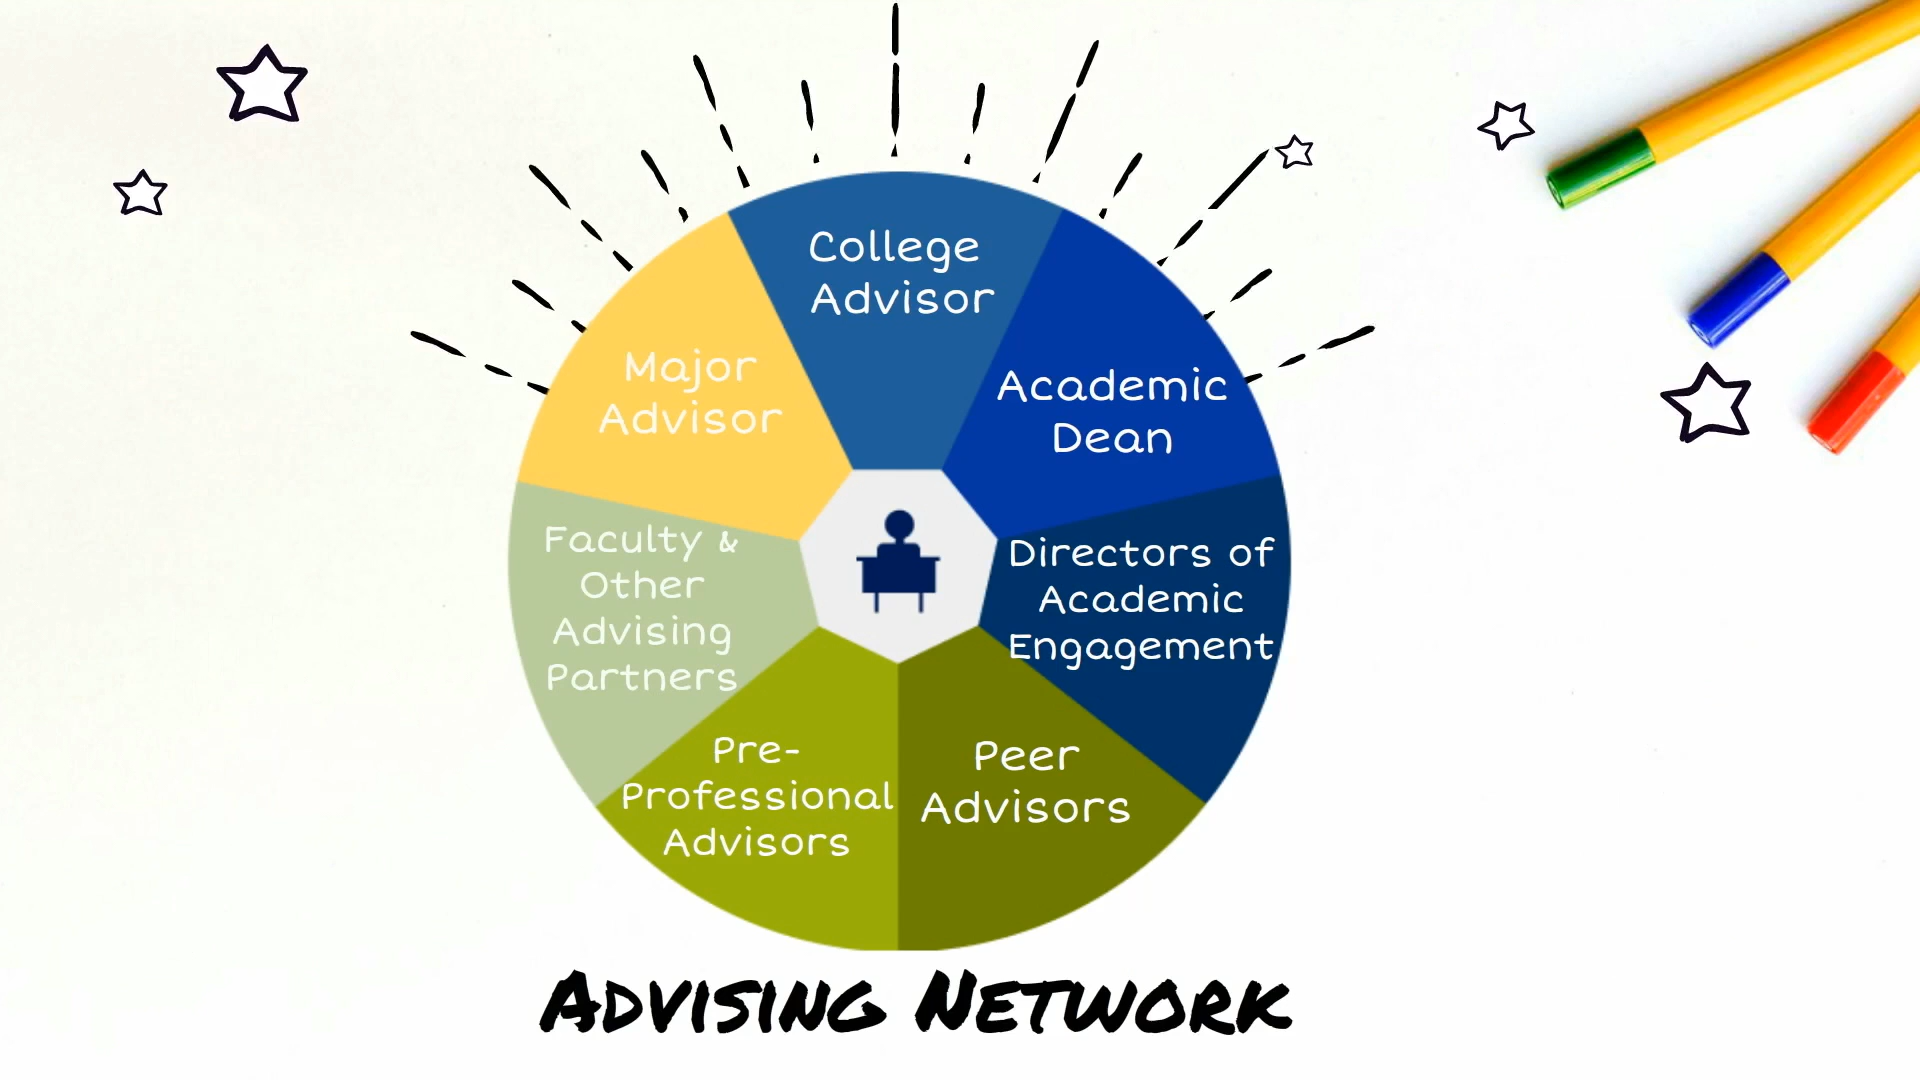 College
Advisor
Academic
Dean
Directors of
Academic
Engagement
Peer
Advisors
Pre-
Professional
Advisors
Faculty &
Other
Advising
Partners
Major
Advisor
Advising Network